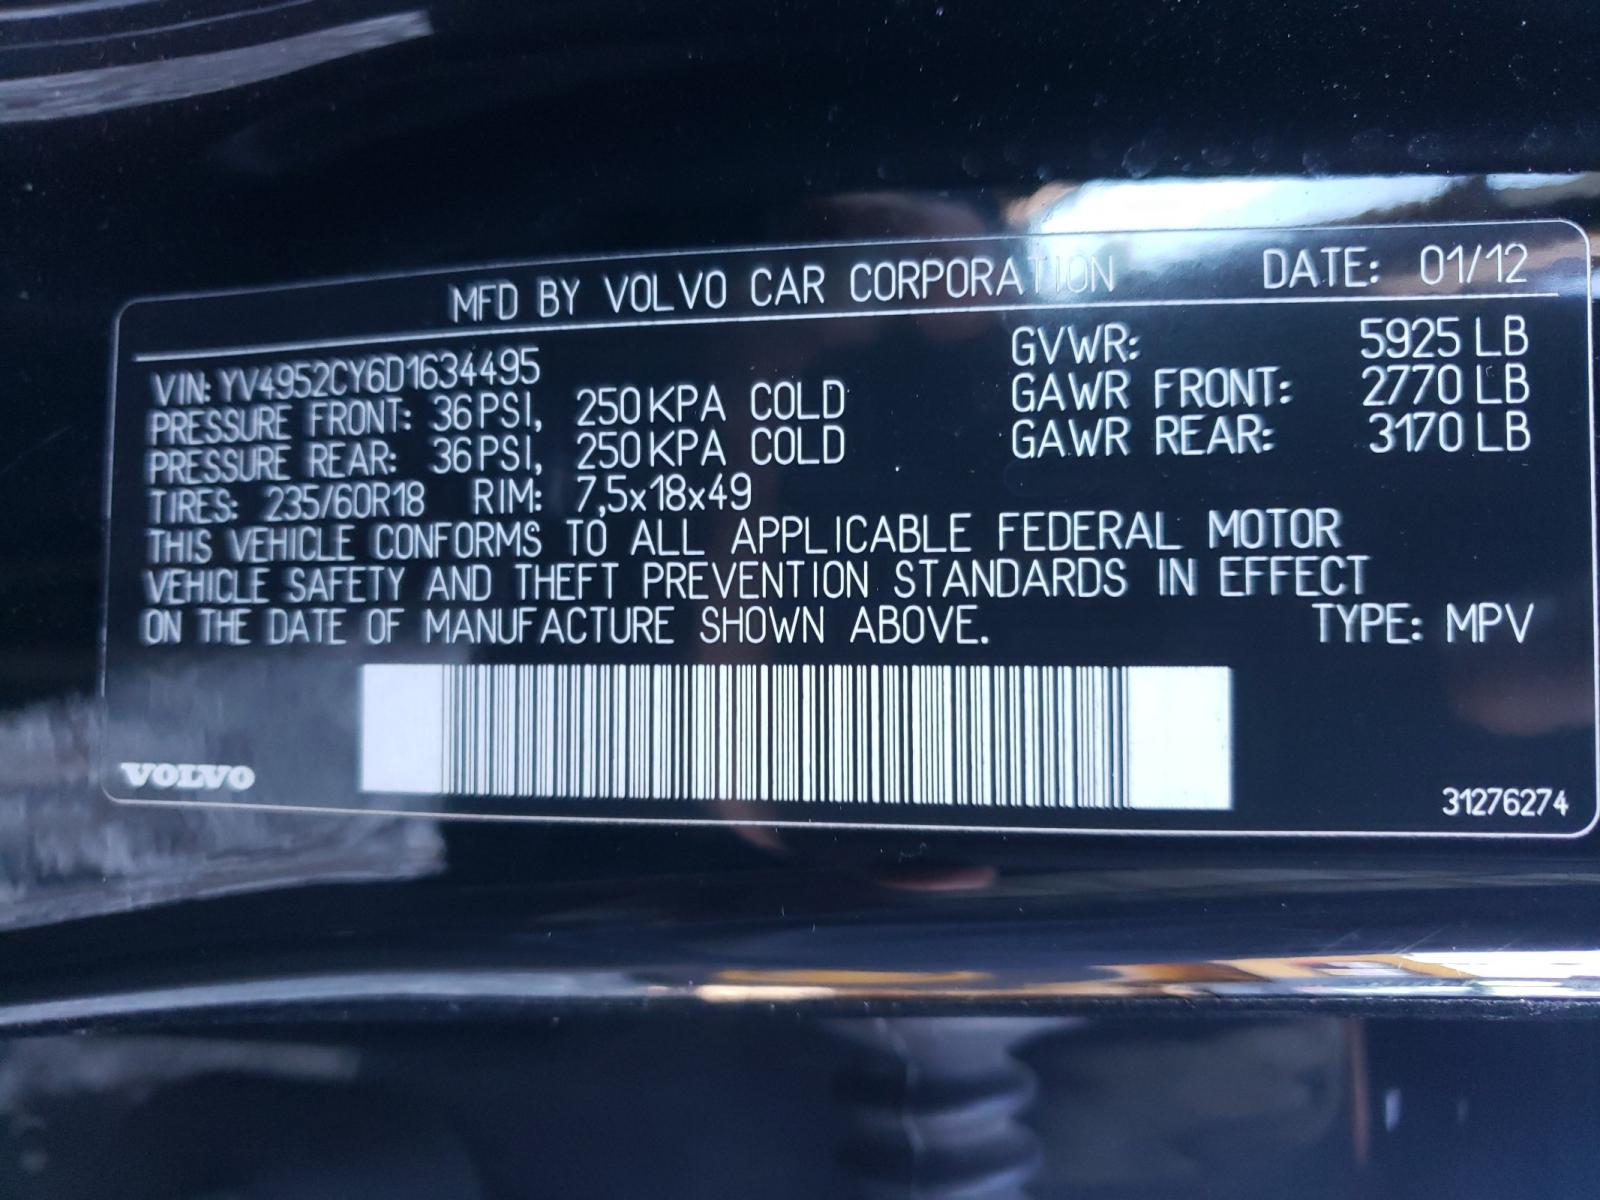 MFD BY VOLVO CAR CORPORATION DATE: 01/12
VIN: YV4952CY6D1634495 GVWR: 5925 LB
PRESSURE FRONT: 36 PSI, 250 KPA COLD GAWR FRONT: 2770 LB
PRESSURE REAR: 36 PSI, 250 KPA COLD GAWR REAR: 3170 LB
TIRES: 235/60R18 RIM: 7,5x18x49
THIS VEHICLE CONFORMS TO ALL APPLICABLE FEDERAL MOTOR
VEHICLE SAFETY AND THEFT PREVENTION STANDARDS IN EFFECT
ON THE DATE OF MANUFACTURE SHOWN ABOVE. TYPE: MPV
VOLVO
31276274